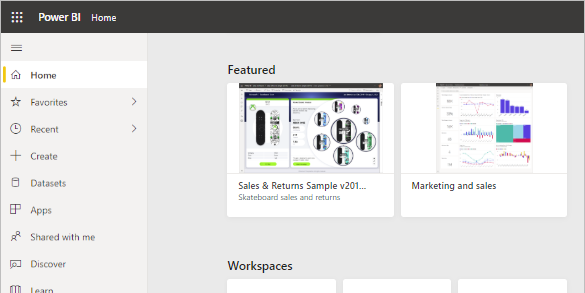 Power BI Home
Home
Favorites
Recent
Create
Datasets
Apps
Shared with me
Discover
Learn
Featured
Sales & Returns Sample v201...
Skateboard sales and returns
Marketing and sales
Workspaces